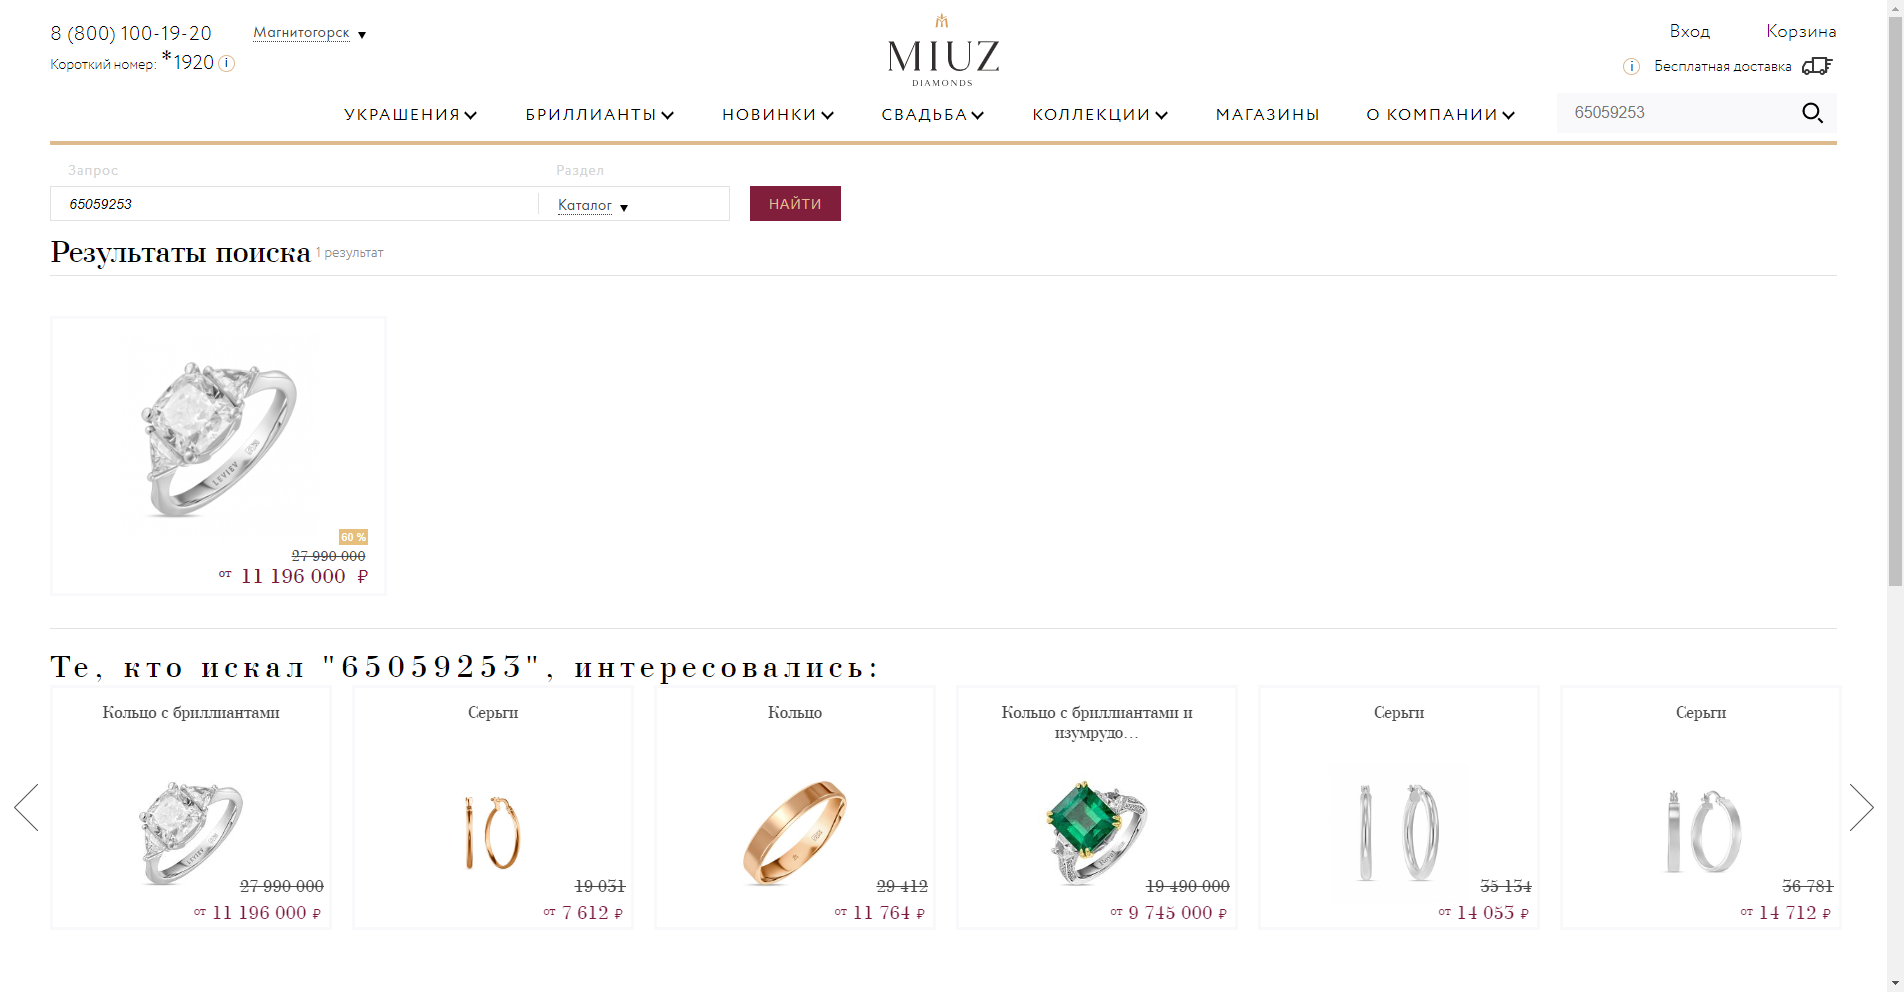 8 (800) 100-19-20
Магнитогорск
Короткий номер: *1920
MIUZ
DIAMONDS
Вход
Корзина
Бесплатная доставка
УКРАШЕНИЯ
БРИЛЛИАНТЫ
НОВИНКИ
СВАДЬБА
КОЛЛЕКЦИИ
МАГАЗИНЫ
О КОМПАНИИ
65059253
Запрос
Раздел
65059253
Каталог
НАЙТИ
Результаты поиска 1 результат
LEVIEV
60 %
27 990 000
от 11 196 000 ₽
Те, кто искал "65059253", интересовались:
Кольцо с бриллиантами
LEVIEV
27 990 000
от 11 196 000 ₽
Серьги
19 031
от 7 612 ₽
Кольцо
29 412
от 11 764 ₽
Кольцо с бриллиантами и
изумрудо...
19 490 000
от 9 745 000 ₽
Серьги
35 134
от 14 053 ₽
Серьги
36 781
от 14 712 ₽